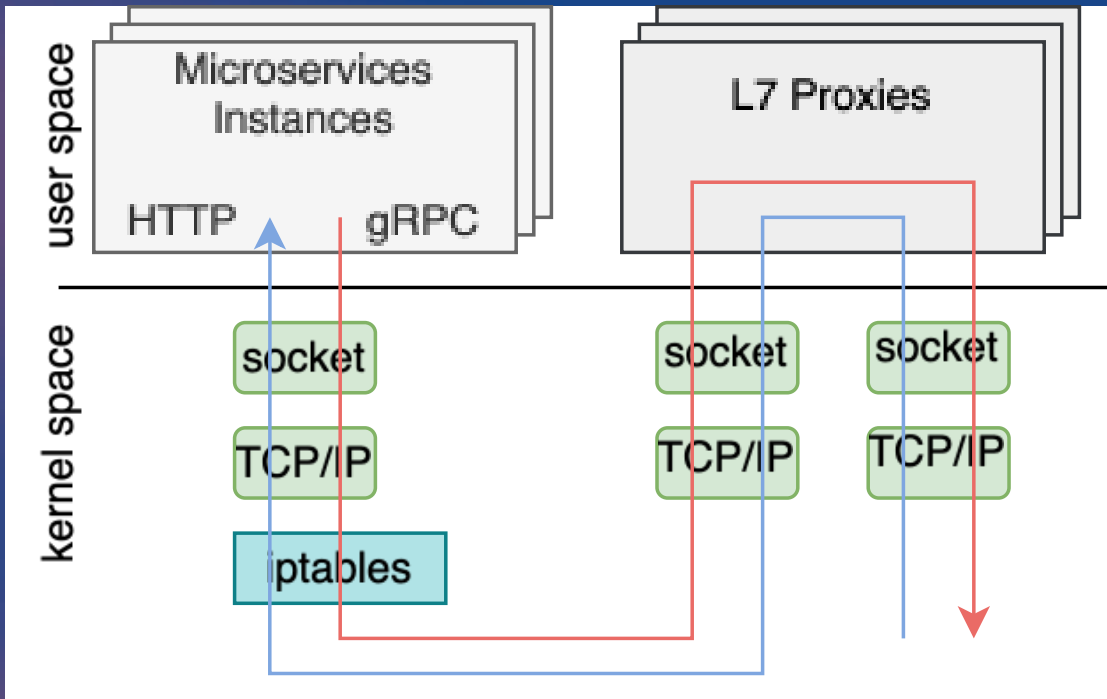 user space
Microservices
Instances
HTTP
gRPC
L7 Proxies
kernel space
socket
TCP/IP
iptables
socket
TCP/IP
socket
TCP/IP